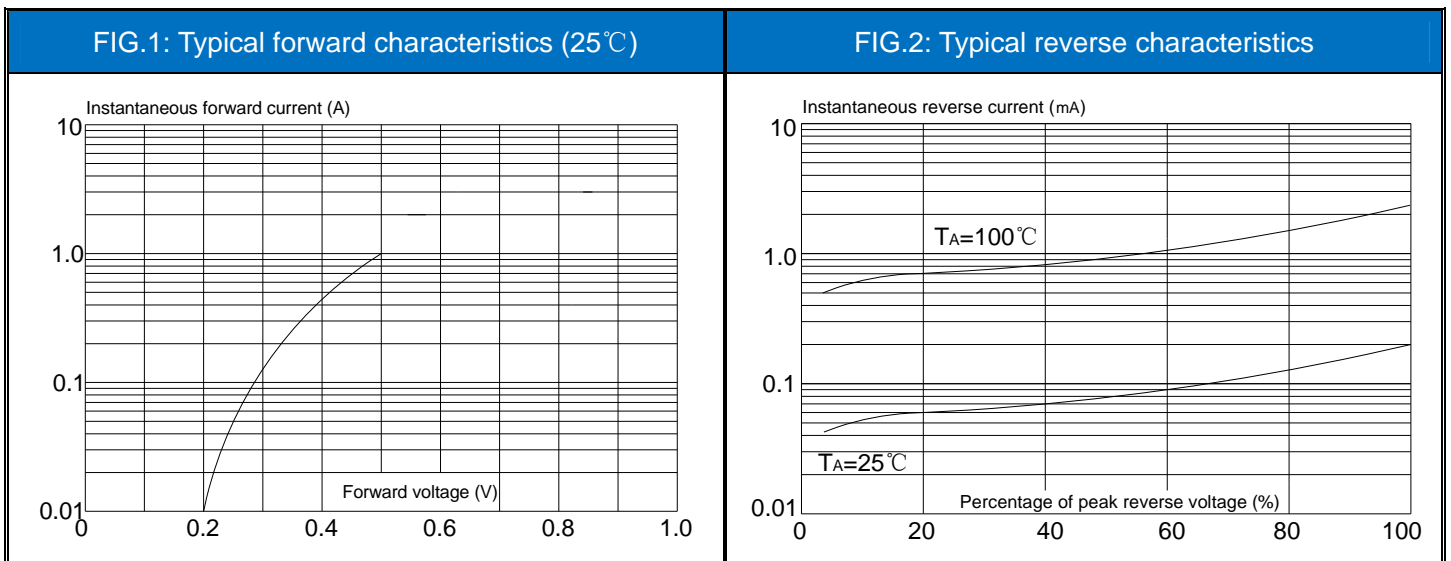 FIG.1: Typical forward characteristics (25℃)
Instantaneous forward current (A)
10
1.0
0.1
0.01
Forward voltage (V)
0
0.2
0.4
0.6
0.8
1.0
FIG.2: Typical reverse characteristics
Instantaneous reverse current (mA)
10
TA=100℃
1.0
0.1
TA=25℃
0.01
Percentage of peak reverse voltage (%)
0
20
40
60
80
100